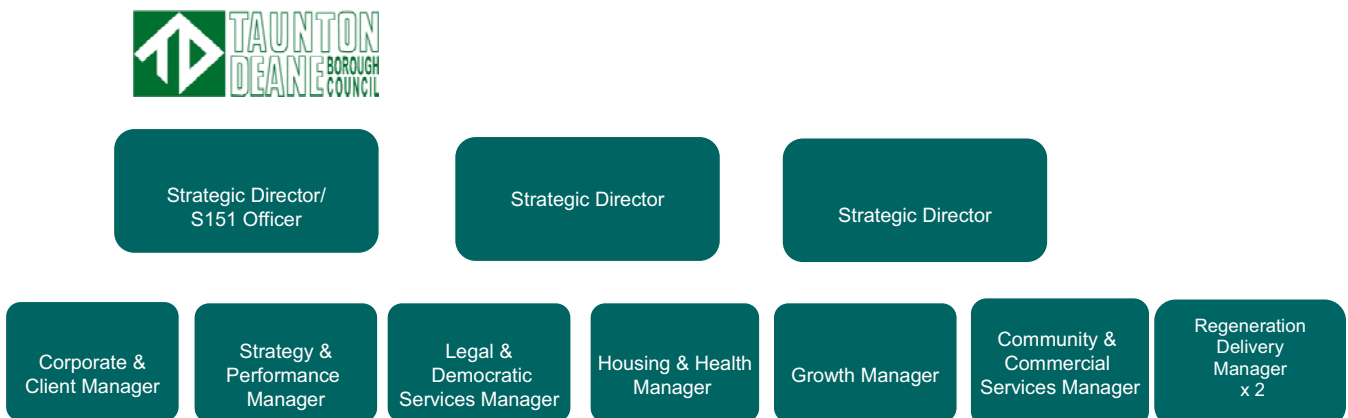 TAUNTON
DEANE BOROUGH COUNCIL
Strategic Director/
S151 Officer
Strategic Director
Strategic Director
Corporate &
Client Manager
Strategy &
Performance
Manager
Legal &
Democratic
Services Manager
Housing & Health
Manager
Growth Manager
Community &
Commercial
Services Manager
Regeneration
Delivery
Manager
x 2